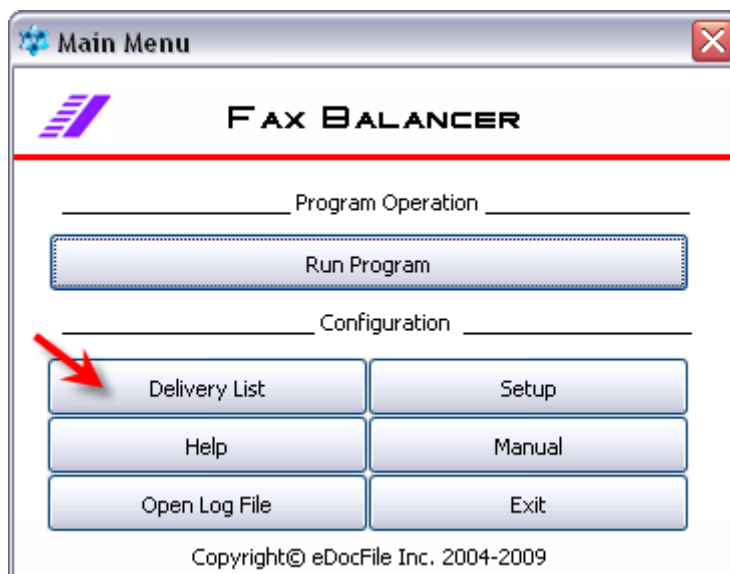 Main Menu
FAX BALANCER
Program Operation
Run Program
Configuration
Delivery List
Setup
Help
Manual
Open Log File
Exit
Copyright© eDocFile Inc. 2004-2009